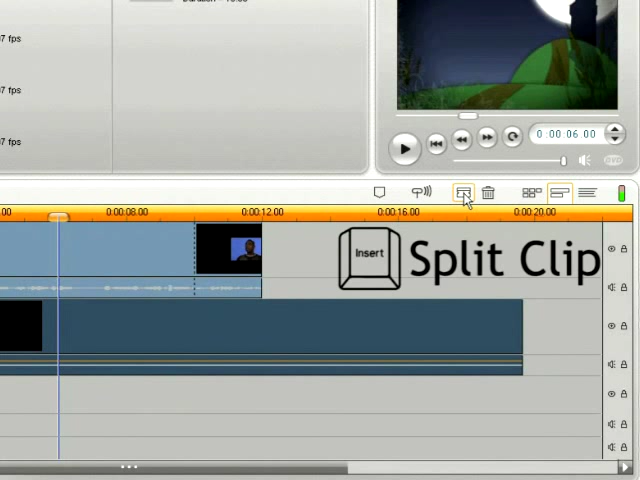 7 fps
7 fps
7 fps
0:00:06.00
.00
0:00:08.00
0:00:12.00
0:00:16.00
0:00:20.00
Insert
Split Clip